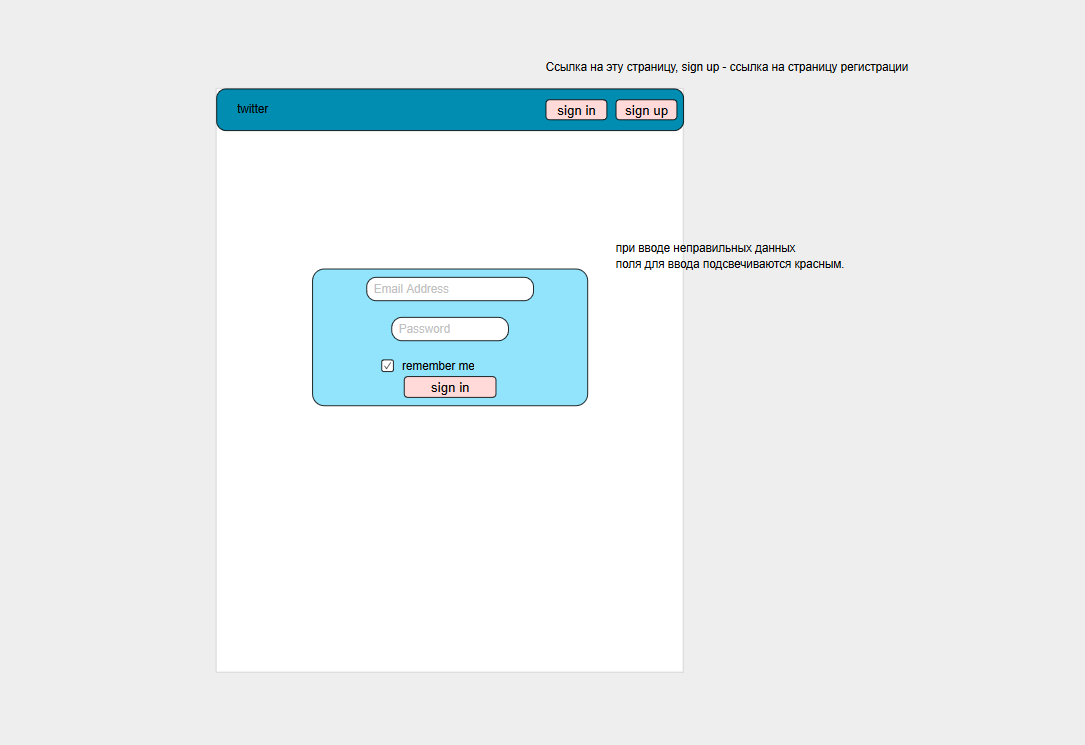 Ссылка на эту страницу, sign up - ссылка на страницу регистрации
twitter
sign in
sign up
при вводе неправильных данных
поля для ввода подсвечиваются красным.
Email Address
Password
remember me
sign in